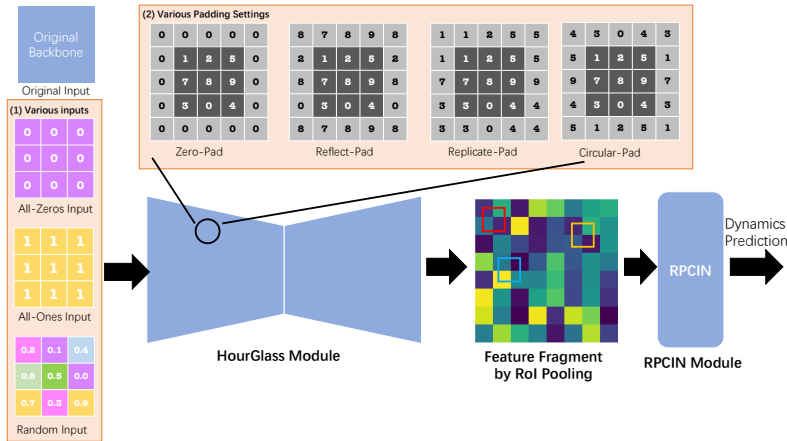 Original
Backbone
Original Input
(1) Various inputs
0 0 0
0 0 0
0 0 0
All-Zeros Input
1 1 1
1 1 1
1 1 1
All-Ones Input
0.2 0.1 0.4
0.6 0.5 0.0
0.7 0.3 0.9
Random Input
(2) Various Padding Settings
0 0 0 0 0
0 1 2 5 0
0 7 8 9 0
0 3 0 4 0
0 0 0 0 0
Zero-Pad
8 7 8 9 8
2 1 2 5 2
8 7 8 9 8
0 3 0 4 0
8 7 8 9 8
Reflect-Pad
1 1 2 5 5
1 1 2 5 5
7 7 8 9 9
3 3 0 4 4
3 3 0 4 4
Replicate-Pad
4 3 0 4 3
5 1 2 5 1
9 7 8 9 7
4 3 0 4 3
5 1 2 5 1
Circular-Pad
HourGlass Module
Feature Fragment
by RoI Pooling
RPCIN
RPCIN Module
Dynamics
Prediction